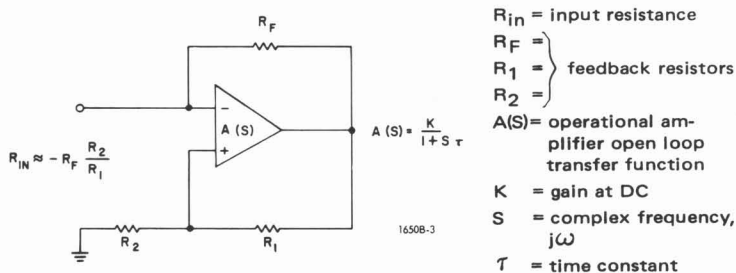 R_F
−
A(S)
+
A(S) = K / 1 + S τ
R_IN ≈ −R_F R_2 / R_1
R_2
R_1
1650B-3
R_in = input resistance
R_F =
R_1 = feedback resistors
R_2 =
A(S)= operational am-
plifier open loop
transfer function
K = gain at DC
S = complex frequency,
jω
τ = time constant